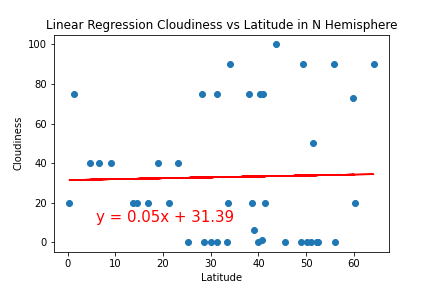 Linear Regression Cloudiness vs Latitude in N Hemisphere
100
80
60
40
20
0
Cloudiness
y = 0.05x + 31.39
0 10 20 30 40 50 60
Latitude